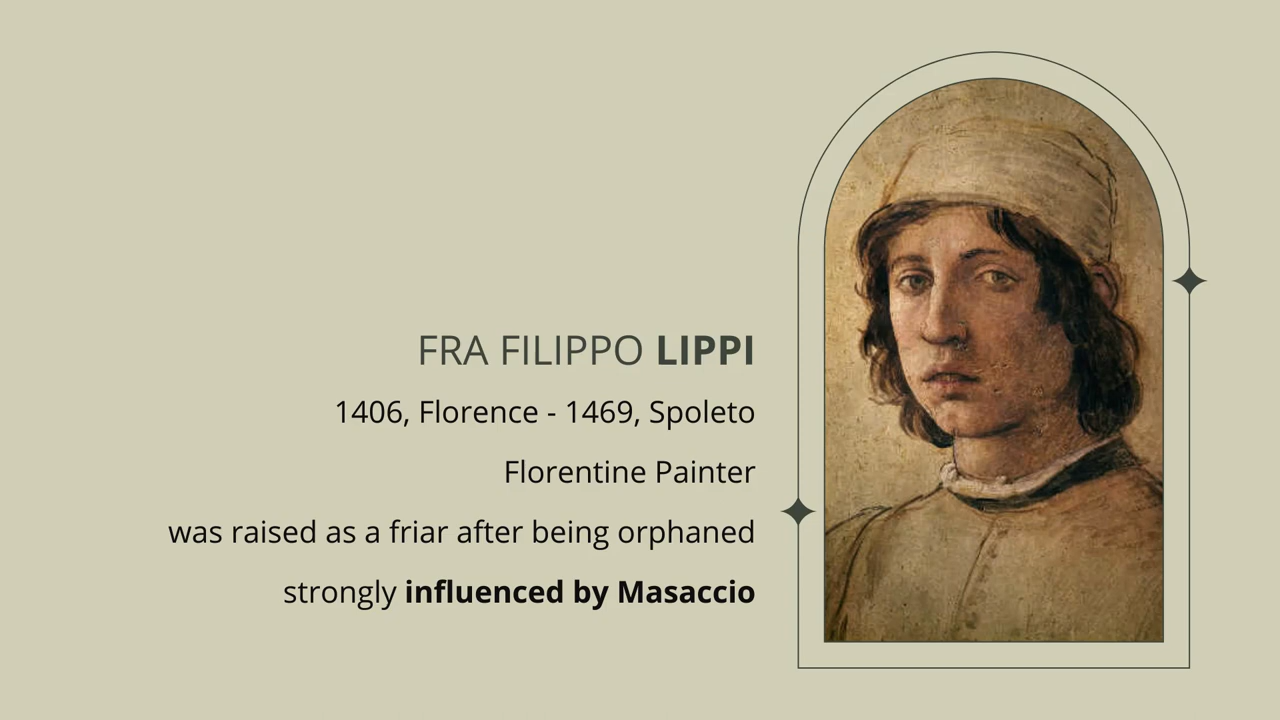 FRA FILIPPO LIPPI
1406, Florence - 1469, Spoleto
Florentine Painter
was raised as a friar after being orphaned
strongly influenced by Masaccio